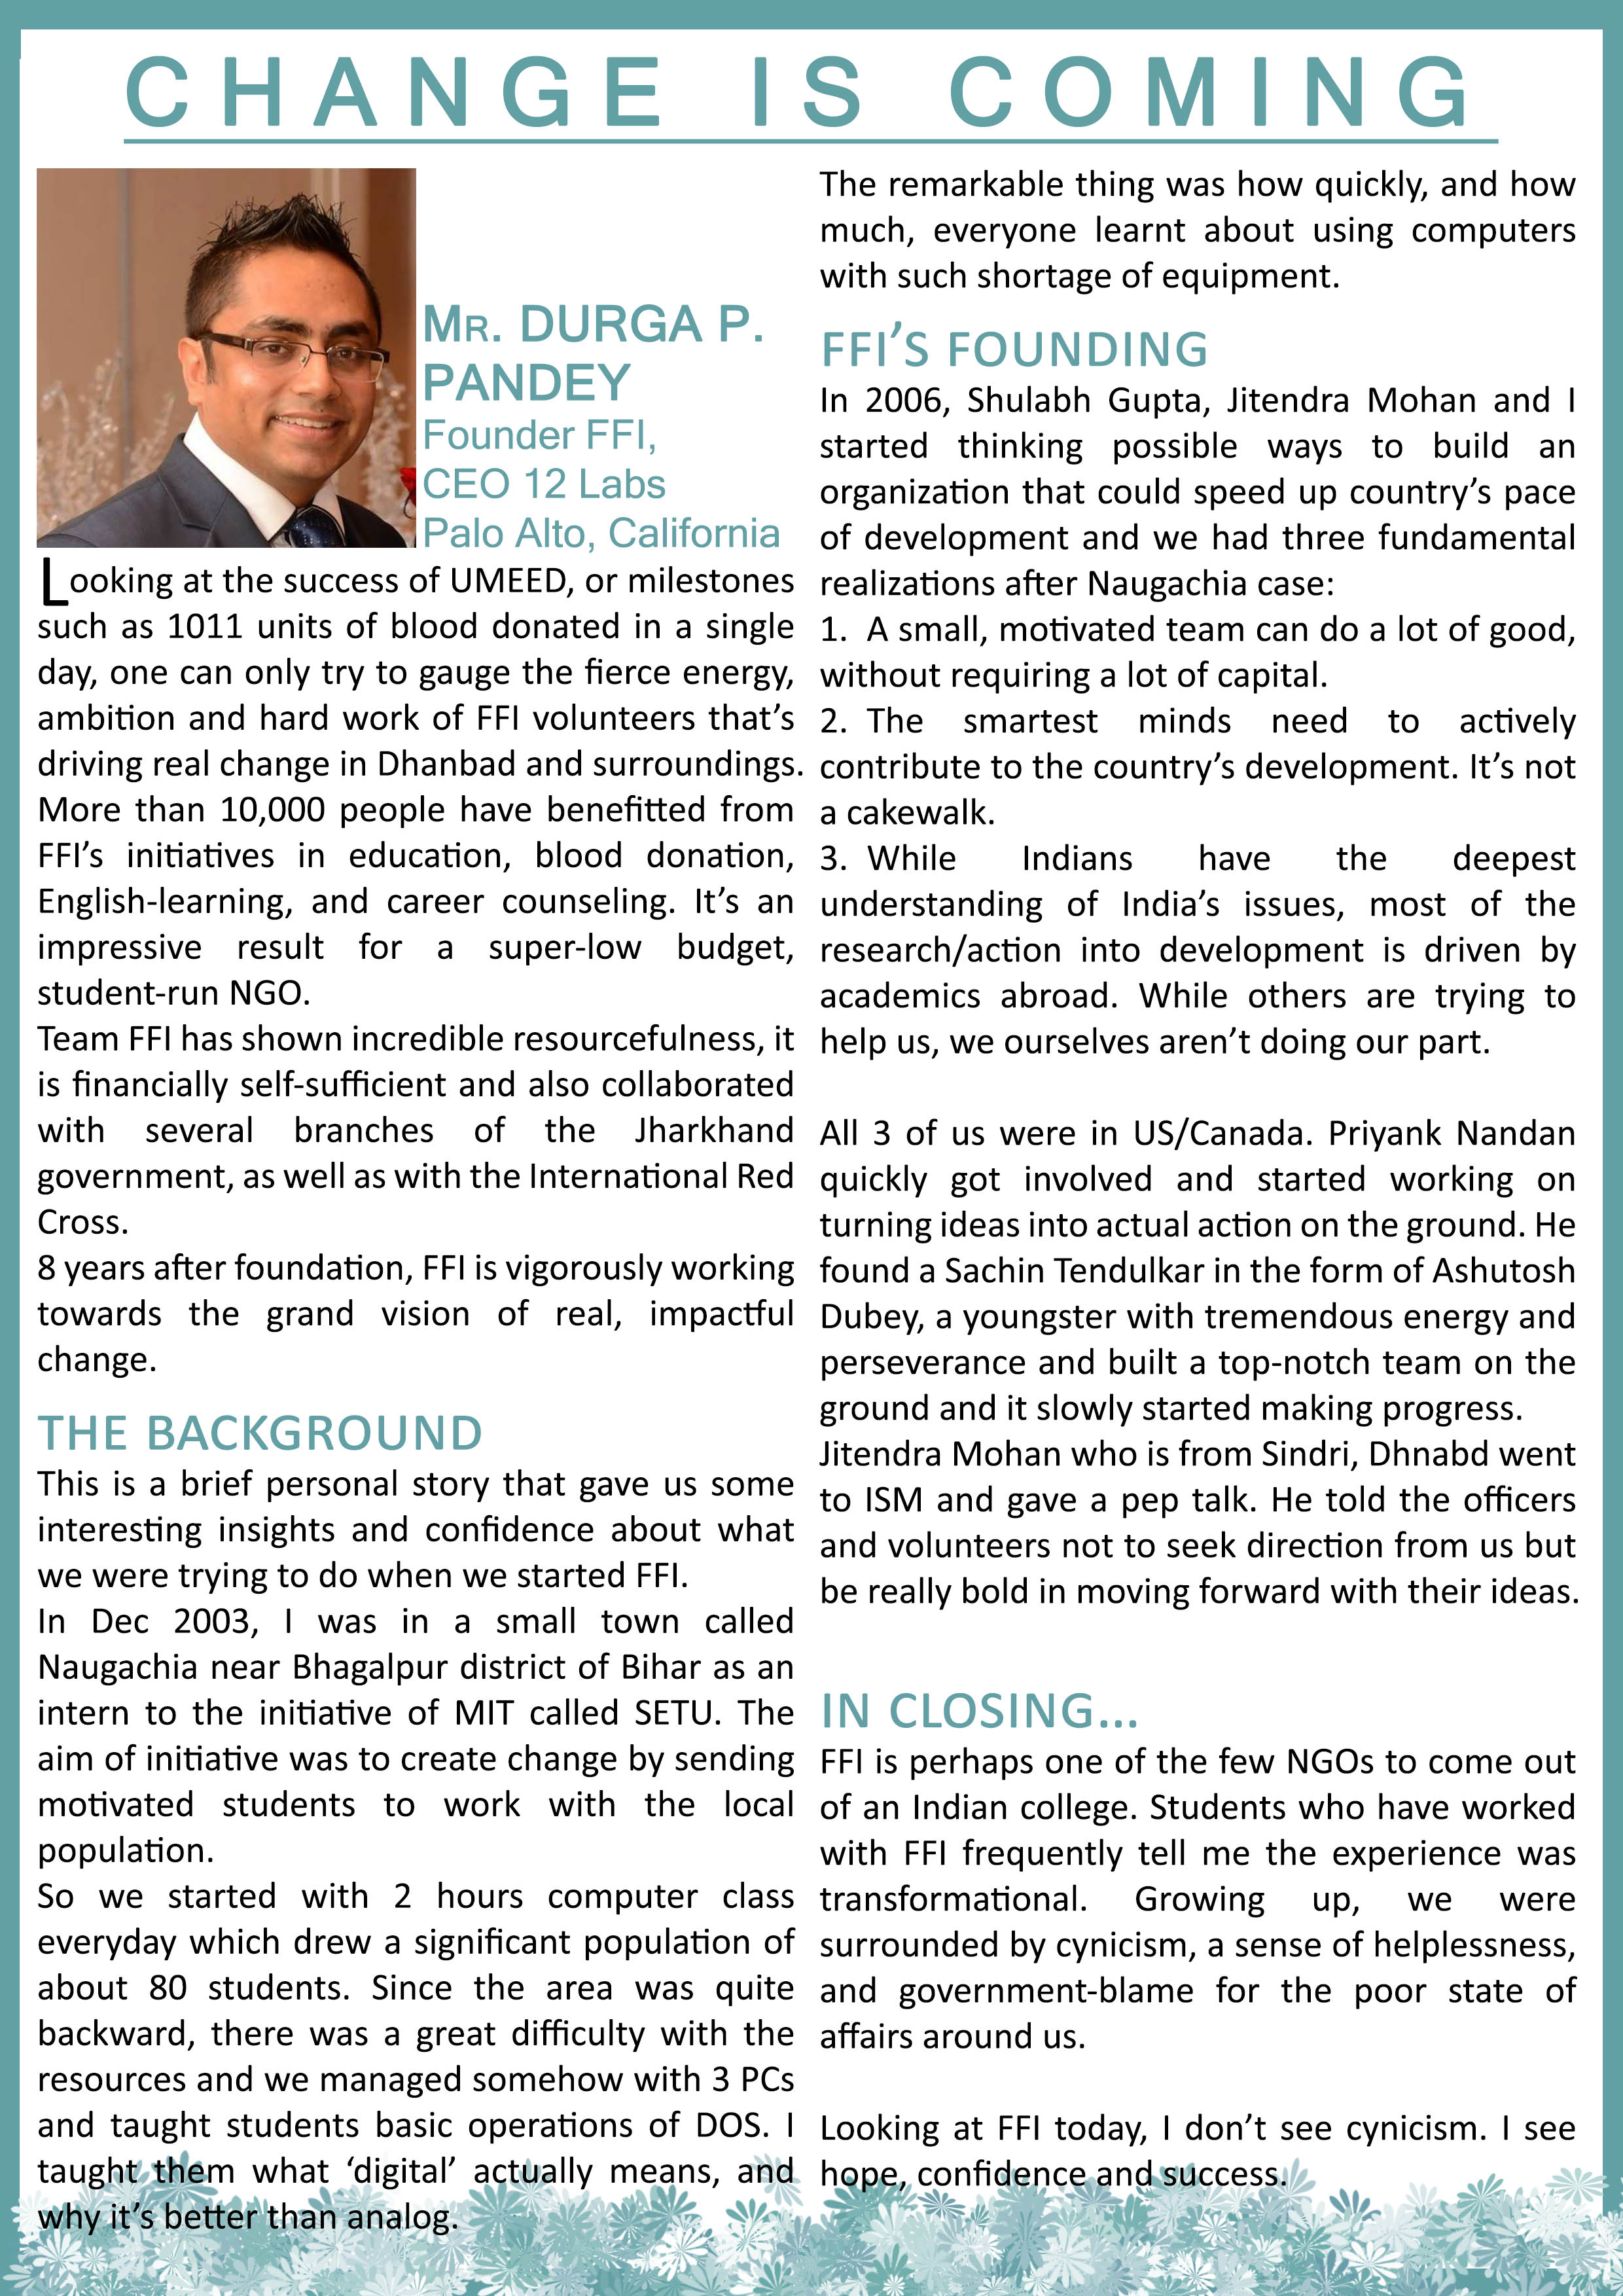 CHANGE IS COMING
MR. DURGA P.
PANDEY
Founder FFI,
CEO 12 Labs
Palo Alto, California
Looking at the success of UMEED, or milestones
such as 1011 units of blood donated in a single
day, one can only try to gauge the fierce energy,
ambition and hard work of FFI volunteers that’s
driving real change in Dhanbad and surroundings.
More than 10,000 people have benefitted from
FFI’s initiatives in education, blood donation,
English-learning, and career counseling. It’s an
impressive result for a super-low budget,
student-run NGO.
Team FFI has shown incredible resourcefulness, it
is financially self-sufficient and also collaborated
with several branches of the Jharkhand
government, as well as with the International Red
Cross.
8 years after foundation, FFI is vigorously working
towards the grand vision of real, impactful
change.
THE BACKGROUND
This is a brief personal story that gave us some
interesting insights and confidence about what
we were trying to do when we started FFI.
In Dec 2003, I was in a small town called
Naugachia near Bhagalpur district of Bihar as an
intern to the initiative of MIT called SETU. The
aim of initiative was to create change by sending
motivated students to work with the local
population.
So we started with 2 hours computer class
everyday which drew a significant population of
about 80 students. Since the area was quite
backward, there was a great difficulty with the
resources and we managed somehow with 3 PCs
and taught students basic operations of DOS. I
taught them what ‘digital’ actually means, and
why it’s better than analog.
The remarkable thing was how quickly, and how
much, everyone learnt about using computers
with such shortage of equipment.
FFI’S FOUNDING
In 2006, Shulabh Gupta, Jitendra Mohan and I
started thinking possible ways to build an
organization that could speed up country’s pace
of development and we had three fundamental
realizations after Naugachia case:
1. A small, motivated team can do a lot of good,
without requiring a lot of capital.
2. The smartest minds need to actively
contribute to the country’s development. It’s not
a cakewalk.
3. While Indians have the deepest
understanding of India’s issues, most of the
research/action into development is driven by
academics abroad. While others are trying to
help us, we ourselves aren’t doing our part.
All 3 of us were in US/Canada. Priyank Nandan
quickly got involved and started working on
turning ideas into actual action on the ground. He
found a Sachin Tendulkar in the form of Ashutosh
Dubey, a youngster with tremendous energy and
perseverance and built a top-notch team on the
ground and it slowly started making progress.
Jitendra Mohan who is from Sindri, Dhnabd went
to ISM and gave a pep talk. He told the officers
and volunteers not to seek direction from us but
be really bold in moving forward with their ideas.
IN CLOSING...
FFI is perhaps one of the few NGOs to come out
of an Indian college. Students who have worked
with FFI frequently tell me the experience was
transformational. Growing up, we were
surrounded by cynicism, a sense of helplessness,
and government-blame for the poor state of
affairs around us.
Looking at FFI today, I don’t see cynicism. I see
hope, confidence and success.